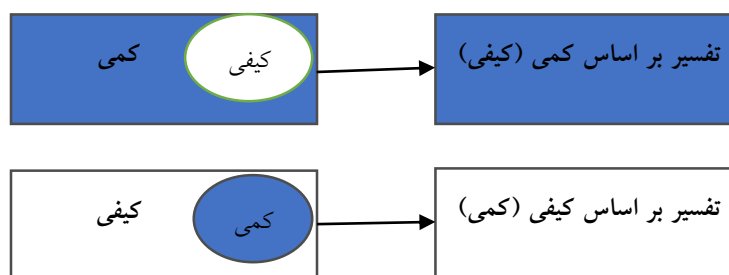 تفسیر بر اساس کمی (کیفی)
کیفی
کمی
تفسیر بر اساس کیفی (کمی)
کمی
کیفی